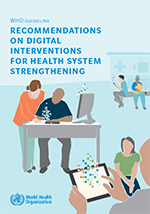 WHO GUIDELINE
RECOMMENDATIONS
ON DIGITAL
INTERVENTIONS
FOR HEALTH SYSTEM
STRENGTHENING
World Health
Organization